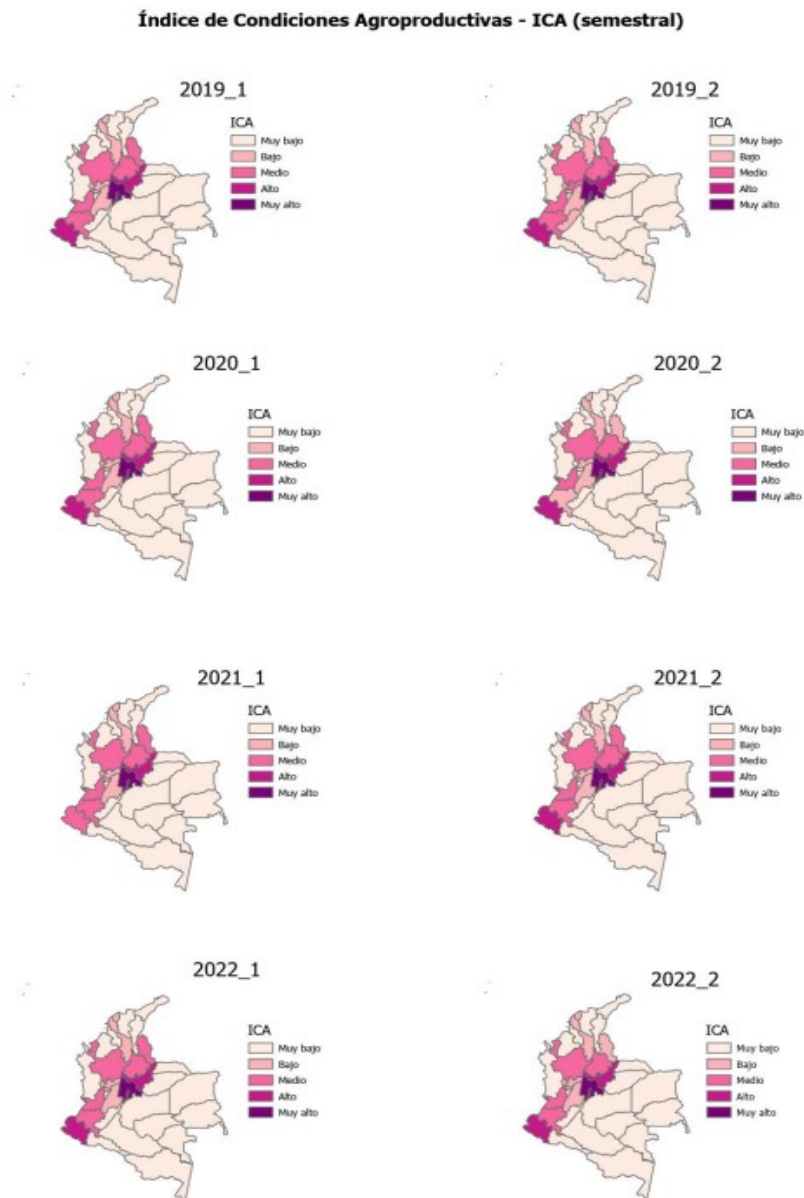 Índice de Condiciones Agroproductivas - ICA (semestral)
2019_1
ICA
Muy bajo
Bajo
Medio
Alto
Muy alto
2019_2
ICA
Muy bajo
Bajo
Medio
Alto
Muy alto
2020_1
ICA
Muy bajo
Bajo
Medio
Alto
Muy alto
2020_2
ICA
Muy bajo
Bajo
Medio
Alto
Muy alto
2021_1
ICA
Muy bajo
Bajo
Medio
Alto
Muy alto
2021_2
ICA
Muy bajo
Bajo
Medio
Alto
Muy alto
2022_1
ICA
Muy bajo
Bajo
Medio
Alto
Muy alto
2022_2
ICA
Muy bajo
Bajo
Medio
Alto
Muy alto